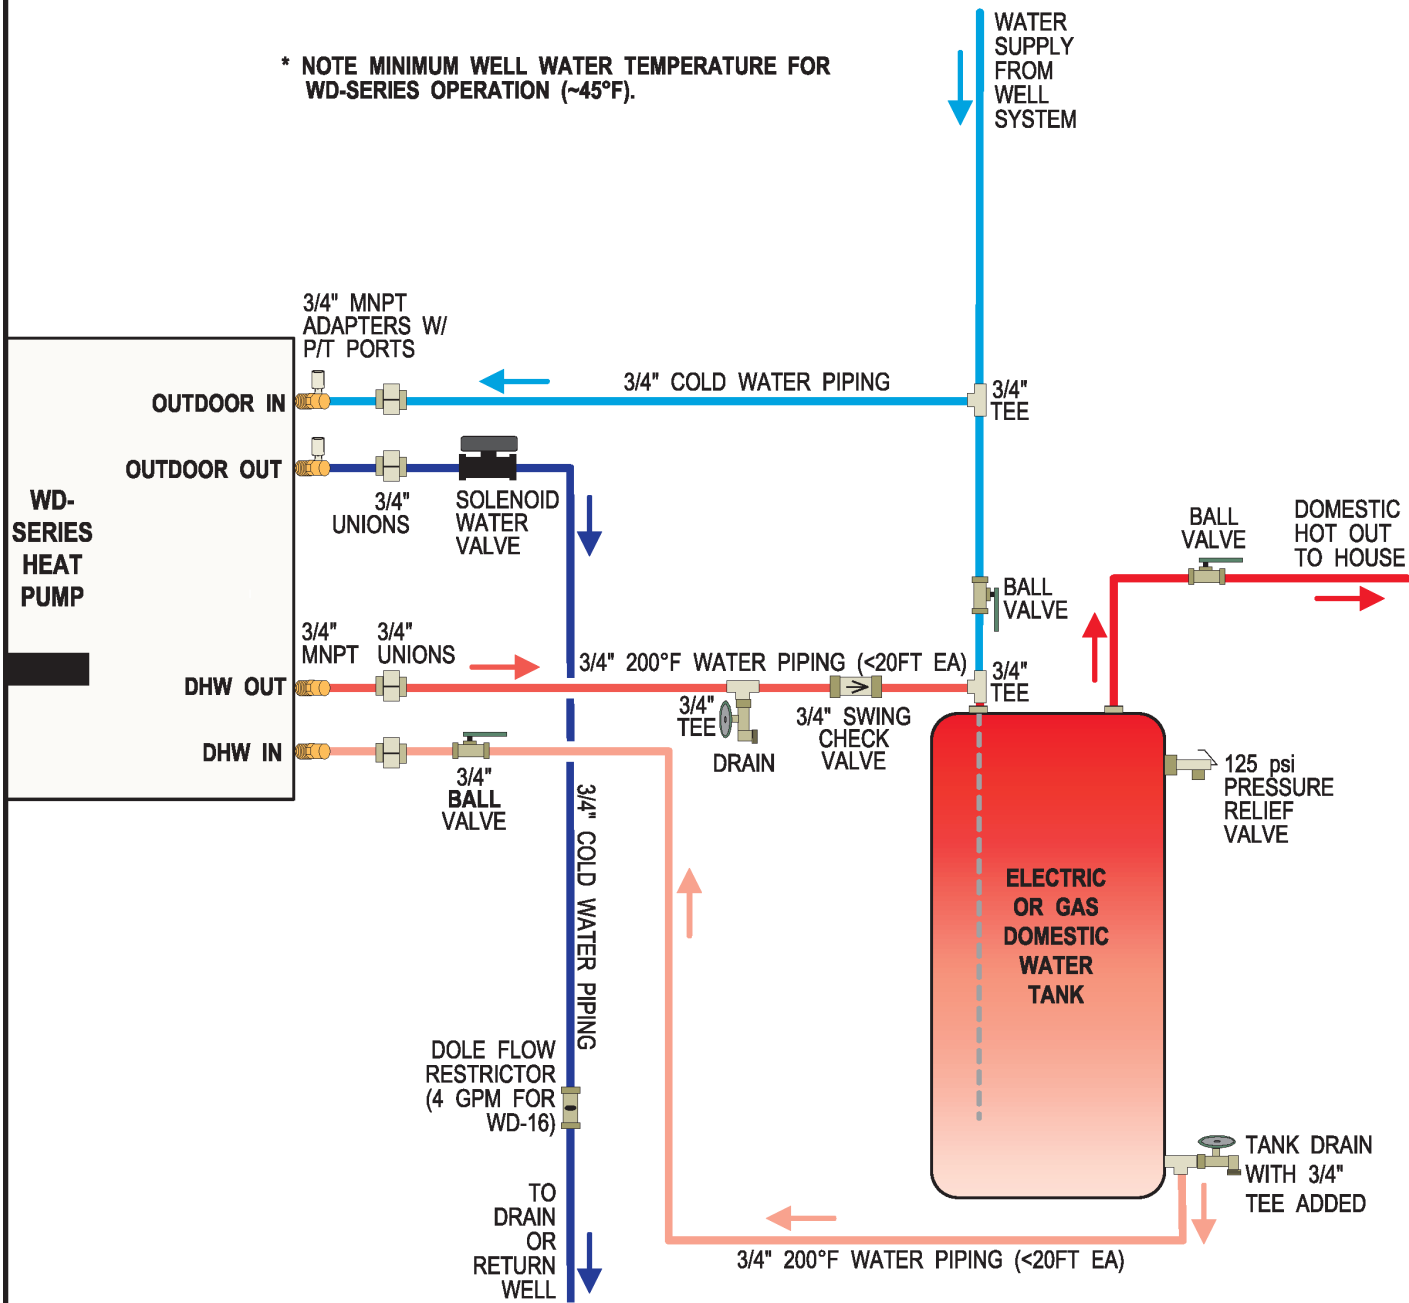 * NOTE MINIMUM WELL WATER TEMPERATURE FOR
WD-SERIES OPERATION (~45°F).
WATER
SUPPLY
FROM
WELL
SYSTEM
3/4" MNPT
ADAPTERS W/
P/T PORTS
3/4" COLD WATER PIPING
3/4"
TEE
OUTDOOR IN
OUTDOOR OUT
3/4"
UNIONS
SOLENOID
WATER
VALVE
WD-
SERIES
HEAT
PUMP
BALL
VALVE
DOMESTIC
HOT OUT
TO HOUSE
BALL
VALVE
3/4"
MNPT
3/4"
UNIONS
3/4" 200°F WATER PIPING (<20FT EA)
3/4"
TEE
DHW OUT
3/4"
TEE
DRAIN
3/4" SWING
CHECK
VALVE
DHW IN
3/4"
BALL
VALVE
125 psi
PRESSURE
RELIEF
VALVE
3/4" COLD WATER PIPING
ELECTRIC
OR GAS
DOMESTIC
WATER
TANK
DOLE FLOW
RESTRICTOR
(4 GPM FOR
WD-16)
TANK DRAIN
WITH 3/4"
TEE ADDED
TO
DRAIN
OR
RETURN
WELL
3/4" 200°F WATER PIPING (<20FT EA)